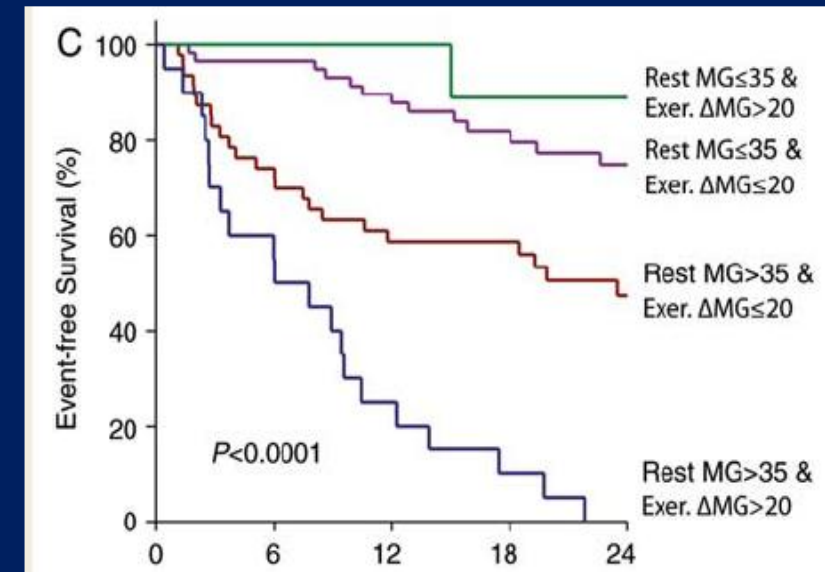 C
100
80
60
40
20
0
Event-free Survival (%)
Rest MG≤35 &
Exer. ΔMG>20
Rest MG≤35 &
Exer. ΔMG≤20
Rest MG>35 &
Exer. ΔMG≤20
P<0.0001
Rest MG>35 &
Exer. ΔMG>20
0 6 12 18 24